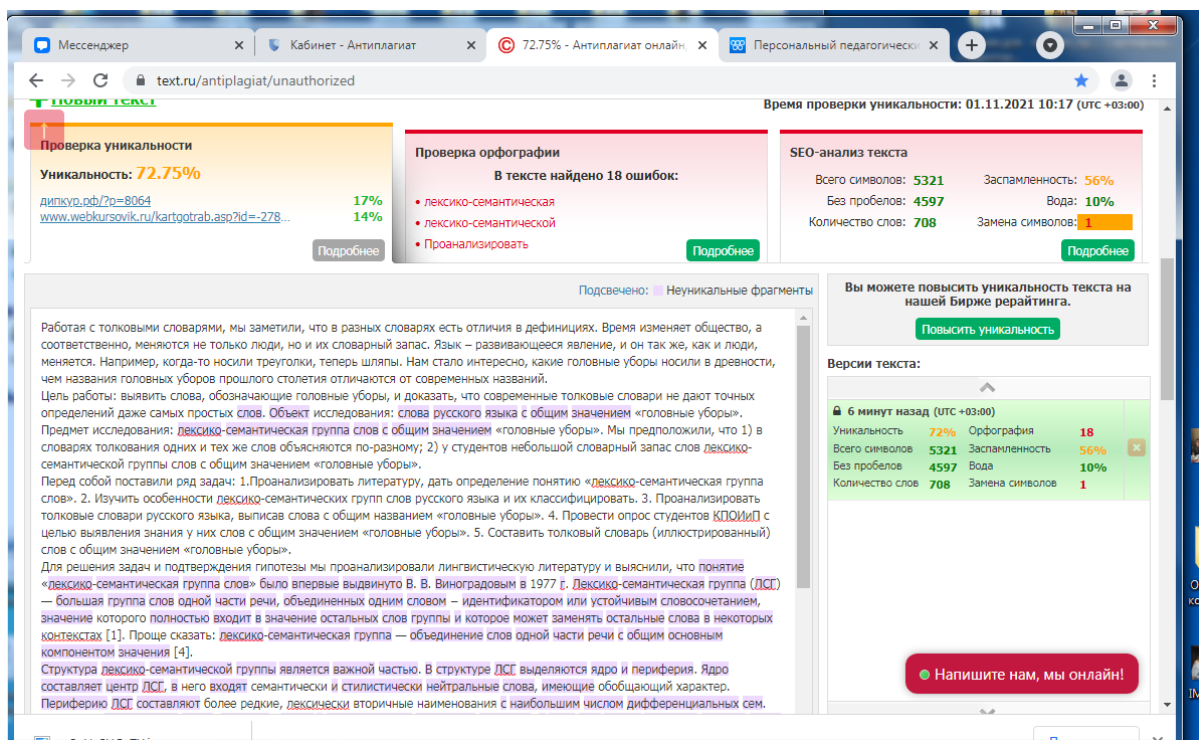 Мессенджер
Кабинет - Антиплагиат
72.75% - Антиплагиат онлайн,
Персональный педагогически
text.ru/antiplagiat/unauthorized
Новый текст
Время проверки уникальности: 01.11.2021 10:17 (UTC +03:00)
Проверка уникальности
Уникальность: 72.75%
дипкур.рф/?p=8064 17%
www.webkursovik.ru/kartgotrab.asp?id=-278... 14%
Подробнее
Проверка орфографии
В тексте найдено 18 ошибок:
• лексико-семантическая
• лексико-семантической
• Проанализировать
Подробнее
SEO-анализ текста
Всего символов: 5321 Заспамленность: 56%
Без пробелов: 4597 Вода: 10%
Количество слов: 708 Замена символов: 1
Подробнее
Подсвечено: Неуникальные фрагменты
Работая с толковыми словарями, мы заметили, что в разных словарях есть отличия в дефинициях. Время изменяет общество, а
соответственно, меняются не только люди, но и их словарный запас. Язык – развивающееся явление, и он так же, как и люди,
меняется. Например, когда-то носили треуголки, теперь шляпы. Нам стало интересно, какие головные уборы носили в древности,
чем названия головных уборов прошлого столетия отличаются от современных названий.
Цель работы: выявить слова, обозначающие головные уборы, и доказать, что современные толковые словари не дают точных
определений даже самых простых слов. Объект исследования: слова русского языка с общим значением «головные уборы».
Предмет исследования: лексико-семантическая группа слов с общим значением «головные уборы». Мы предположили, что 1) в
словарях толкования одних и тех же слов объясняются по-разному; 2) у студентов небольшой словарный запас слов лексико-
семантической группы слов с общим значением «головные уборы».
Перед собой поставили ряд задач: 1.Проанализировать литературу, дать определение понятию «лексико-семантическая группа
слов». 2. Изучить особенности лексико-семантических групп слов русского языка и их классифицировать. 3. Проанализировать
толковые словари русского языка, выписав слова с общим названием «головные уборы». 4. Провести опрос студентов КПОИиП с
целью выявления знания у них слов с общим значением «головные уборы». 5. Составить толковый словарь (иллюстрированный)
слов с общим значением «головные уборы».
Для решения задач и подтверждения гипотезы мы проанализировали лингвистическую литературу и выяснили, что понятие
«лексико-семантическая группа слов» было впервые выдвинуто В. В. Виноградовым в 1977 г. Лексико-семантическая группа (ЛСГ)
— большая группа слов одной части речи, объединенных одним словом – идентификатором или устойчивым словосочетанием,
значение которого полностью входит в значение остальных слов группы и которое может заменять остальные слова в некоторых
контекстах [1]. Проще сказать: лексико-семантическая группа — объединение слов одной части речи с общим основным
компонентом значения [4].
Структура лексико-семантической группы является важной частью. В структуре ЛСГ выделяются ядро и периферия. Ядро
составляет центр ЛСГ, в него входят семантически и стилистически нейтральные слова, имеющие обобщающий характер.
Периферию ЛСГ составляют более редкие, лексически вторичные наименования с наибольшим числом дифференциальных сем.
Вы можете повысить уникальность текста на
нашей Бирже рерайтинга.
Повысить уникальность
Версии текста:
6 минут назад (UTC +03:00)
Уникальность 72% Орфография 18
Всего символов 5321 Заспамленность 56%
Без пробелов 4597 Вода 10%
Количество слов 708 Замена символов 1
Напишите нам, мы онлайн!